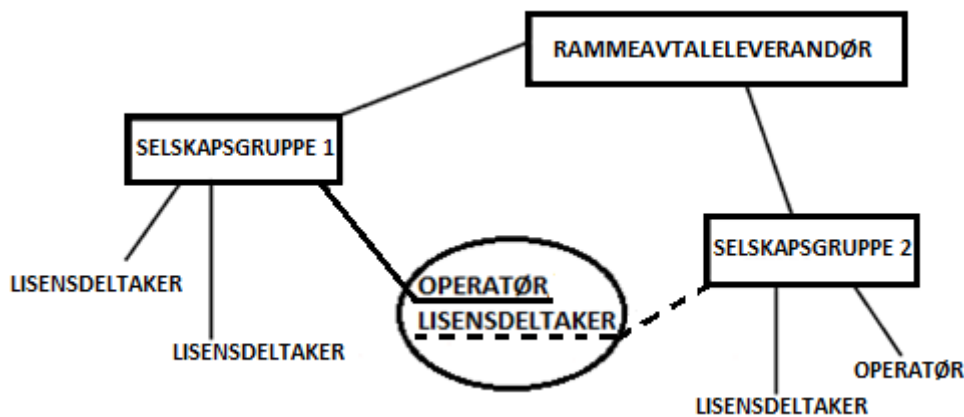 RAMMEAVTALELEVERANDØR
SELSKAPSGRUPPE 1
SELSKAPSGRUPPE 2
LISENSDELTAKER
OPERATØR
LISENSDELTAKER
LISENSDELTAKER
OPERATØR
LISENSDELTAKER